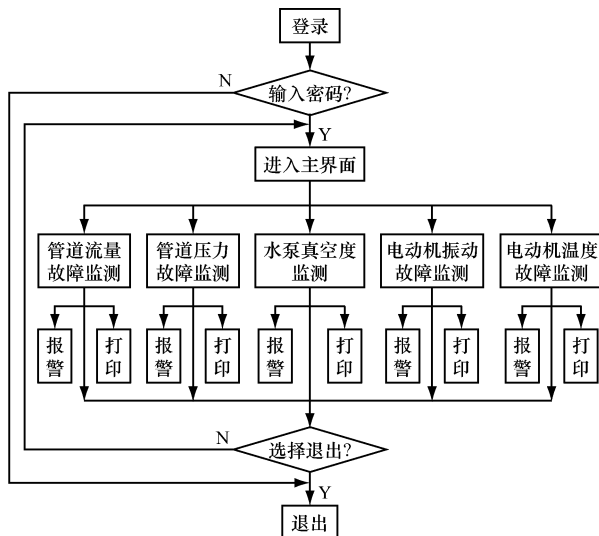 登录
N
输入密码?
Y
进入主界面
管道流量
故障监测
管道压力
故障监测
水泵真空度
监测
电动机振动
故障监测
电动机温度
故障监测
报
警
打
印
报
警
打
印
报
警
打
印
报
警
打
印
报
警
打
印
N
选择退出?
Y
退出